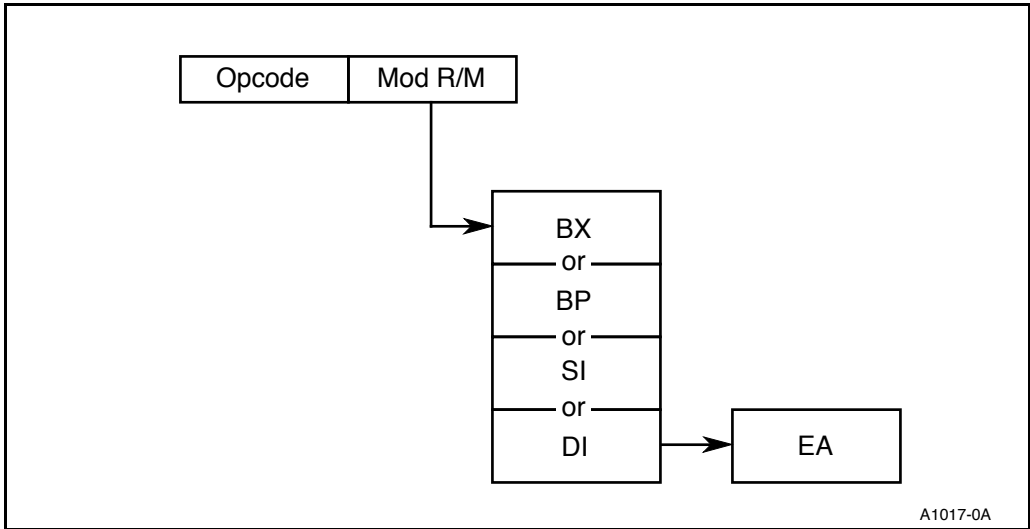 Opcode
Mod R/M
BX
or
BP
or
SI
or
DI
EA
A1017-0A